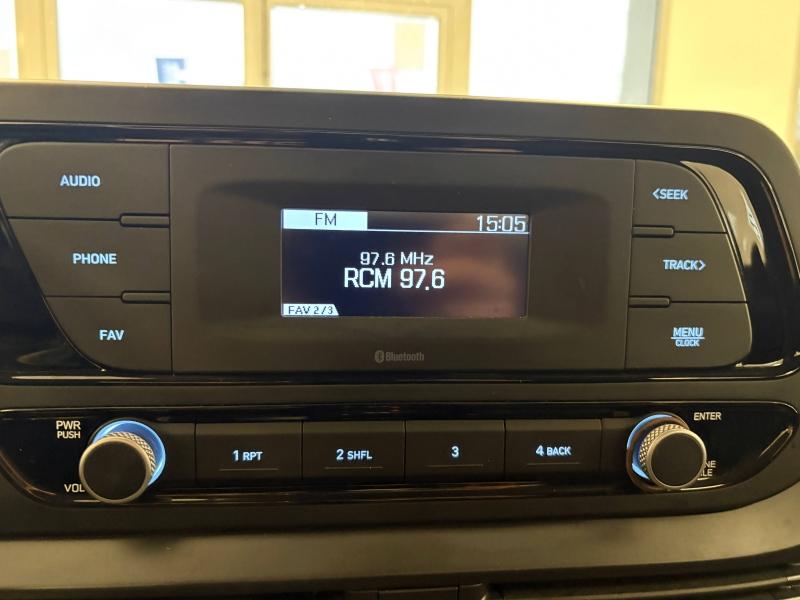 AUDIO
PHONE
FAV
FM 15:05
97.6 MHz
RCM 97.6
FAV 2/3
Bluetooth
<SEEK
TRACK>
MENU
CLOCK
PWR
PUSH
VOL
1 RPT
2 SHFL
3
4 BACK
ENTER